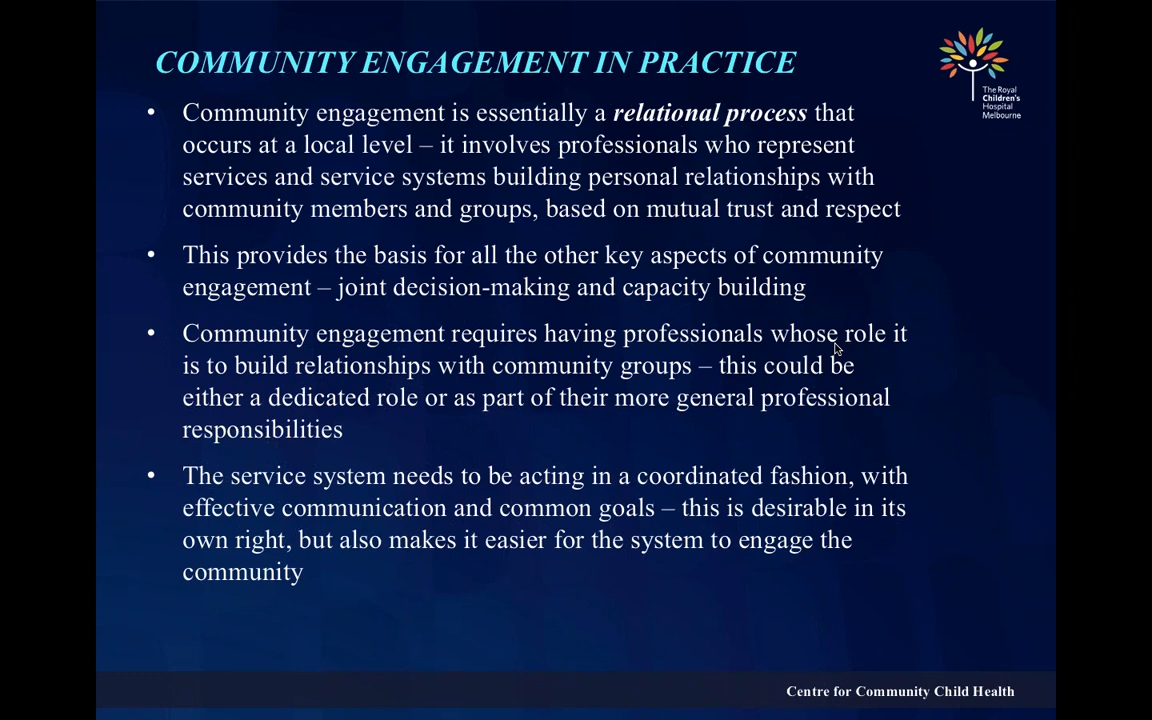 COMMUNITY ENGAGEMENT IN PRACTICE
The Royal
Children's
Hospital
Melbourne
• Community engagement is essentially a relational process that
occurs at a local level – it involves professionals who represent
services and service systems building personal relationships with
community members and groups, based on mutual trust and respect
• This provides the basis for all the other key aspects of community
engagement – joint decision-making and capacity building
• Community engagement requires having professionals whose role it
is to build relationships with community groups – this could be
either a dedicated role or as part of their more general professional
responsibilities
• The service system needs to be acting in a coordinated fashion, with
effective communication and common goals – this is desirable in its
own right, but also makes it easier for the system to engage the
community
Centre for Community Child Health